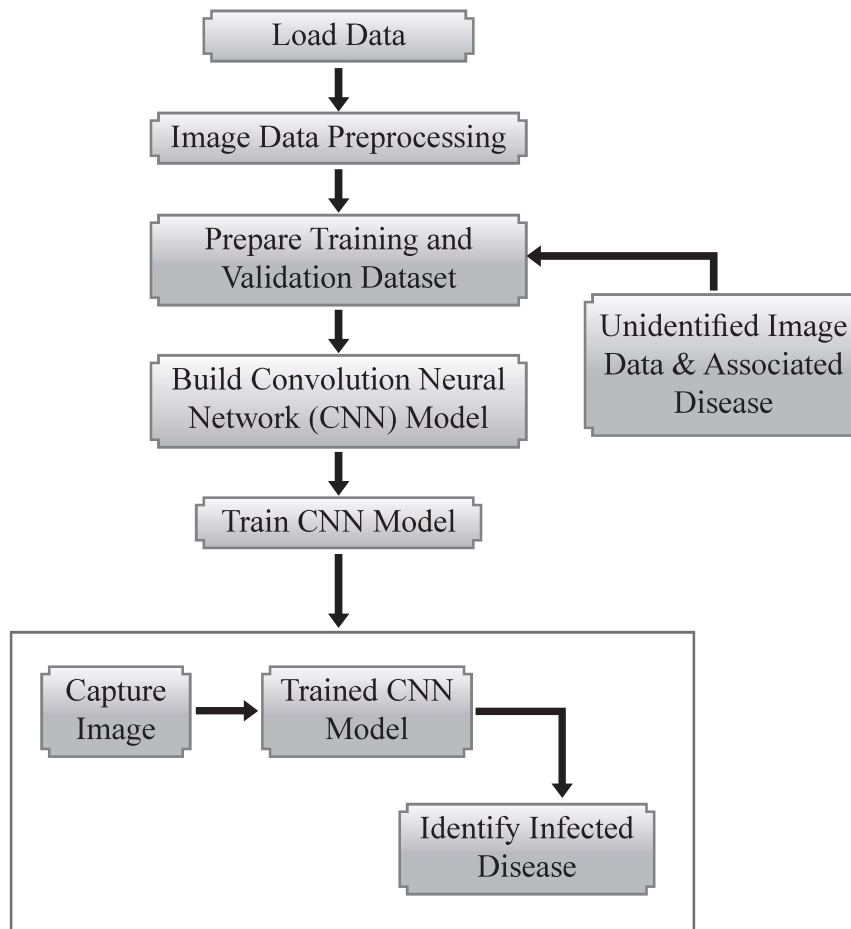 Load Data
Image Data Preprocessing
Prepare Training and
Validation Dataset
Unidentified Image
Data & Associated
Disease
Build Convolution Neural
Network (CNN) Model
Train CNN Model
Capture
Image
Trained CNN
Model
Identify Infected
Disease